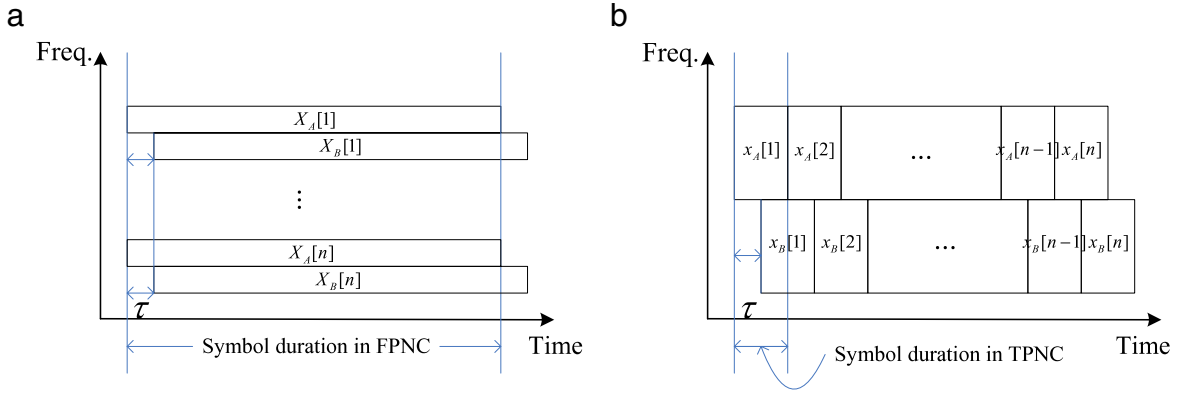 a
Freq.
X_A[1]
X_B[1]
⋮
X_A[n]
X_B[n]
τ
Symbol duration in FPNC
Time
b
Freq.
x_A[1] x_A[2] ... x_A[n−1] x_A[n]
x_B[1] x_B[2] ... x_B[n−1] x_B[n]
τ
Symbol duration in TPNC
Time